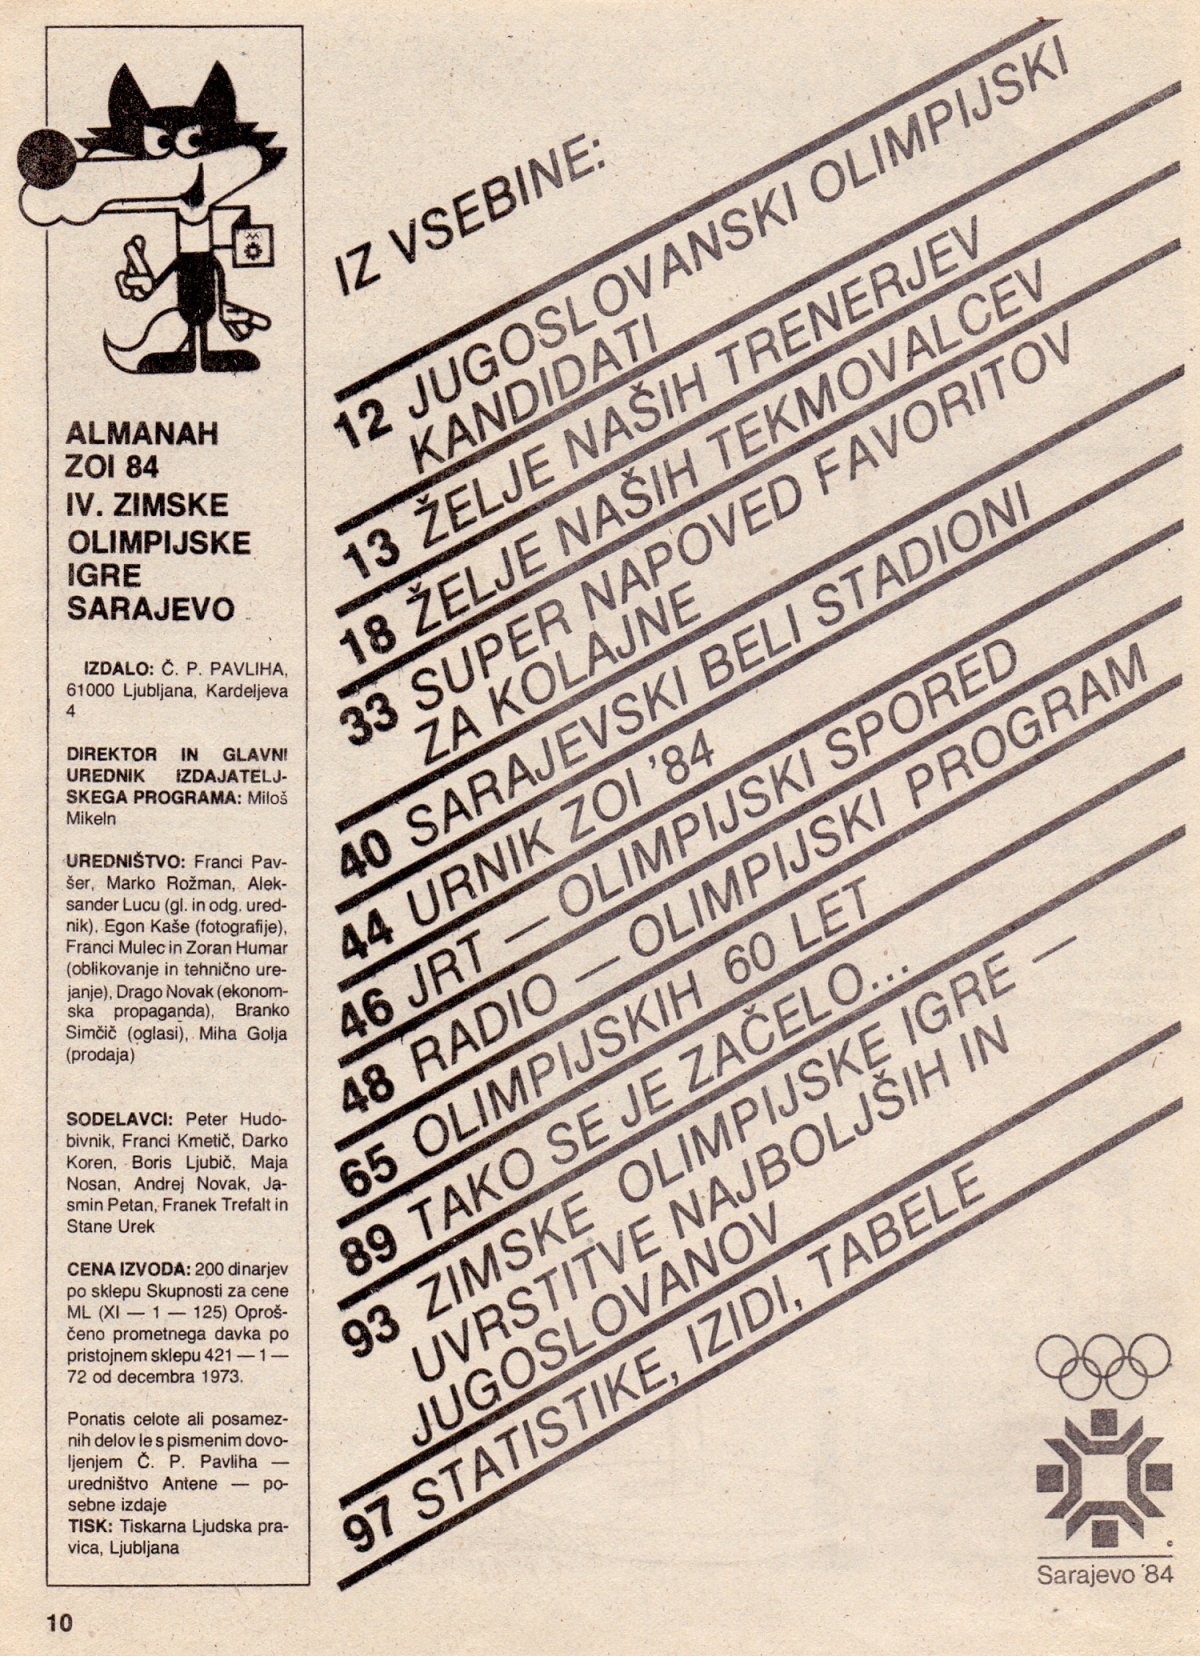 ALMANAH
ZOI 84
IV. ZIMSKE
OLIMPIJSKE
IGRE
SARAJEVO
IZDALO: Č. P. PAVLIHA,
61000 Ljubljana, Kardeljeva
4
DIREKTOR IN GLAVNI
UREDNIK IZDAJATELJ-
SKEGA PROGRAMA: Miloš
Mikeln
UREDNIŠTVO: Franci Pav-
šer, Marko Rožman, Alek-
sander Lucu (gl. in odg. ured-
nik), Egon Kaše (fotografije),
Franci Mulec in Zoran Humar
(oblikovanje in tehnično ure-
janje), Drago Novak (ekonom-
ska propaganda), Branko
Simčič (oglasi), Miha Golja
(prodaja)
SODELAVCI: Peter Hudo-
bivnik, Franci Kmetič, Darko
Koren, Boris Ljubič, Maja
Nosan, Andrej Novak, Ja-
smin Petan, Franek Trefalt in
Stane Urek
CENA IZVODA: 200 dinarjev
po sklepu Skupnosti za cene
ML (XI — 1 — 125) Oproš-
čeno prometnega davka po
pristojnem sklepu 421 — 1 —
72 od decembra 1973.
Ponatis celote ali posamez-
nih delov le s pismenim dovo-
ljenjem Č. P. Pavliha —
uredništvo Antene — po-
sebne izdaje
TISK: Tiskarna Ljudska pra-
vica, Ljubljana
10
IZ VSEBINE:
12 JUGOSLOVANSKI OLIMPIJSKI
KANDIDATI
13 ŽELJE NAŠIH TRENERJEV
18 ŽELJE NAŠIH TEKMOVALCEV
33 SUPER NAPOVED FAVORITOV
ZA KOLAJNE
40 SARAJEVSKI BELI STADIONI
44 URNIK ZOI '84
46 JRT — OLIMPIJSKI SPORED
48 RADIO — OLIMPIJSKI PROGRAM
65 OLIMPIJSKIH 60 LET
89 TAKO SE JE ZAČELO...
93 ZIMSKE OLIMPIJSKE IGRE —
UVRSTITVE NAJBOLJŠIH IN
JUGOSLOVANOV
97 STATISTIKE, IZIDI, TABELE
Sarajevo '84